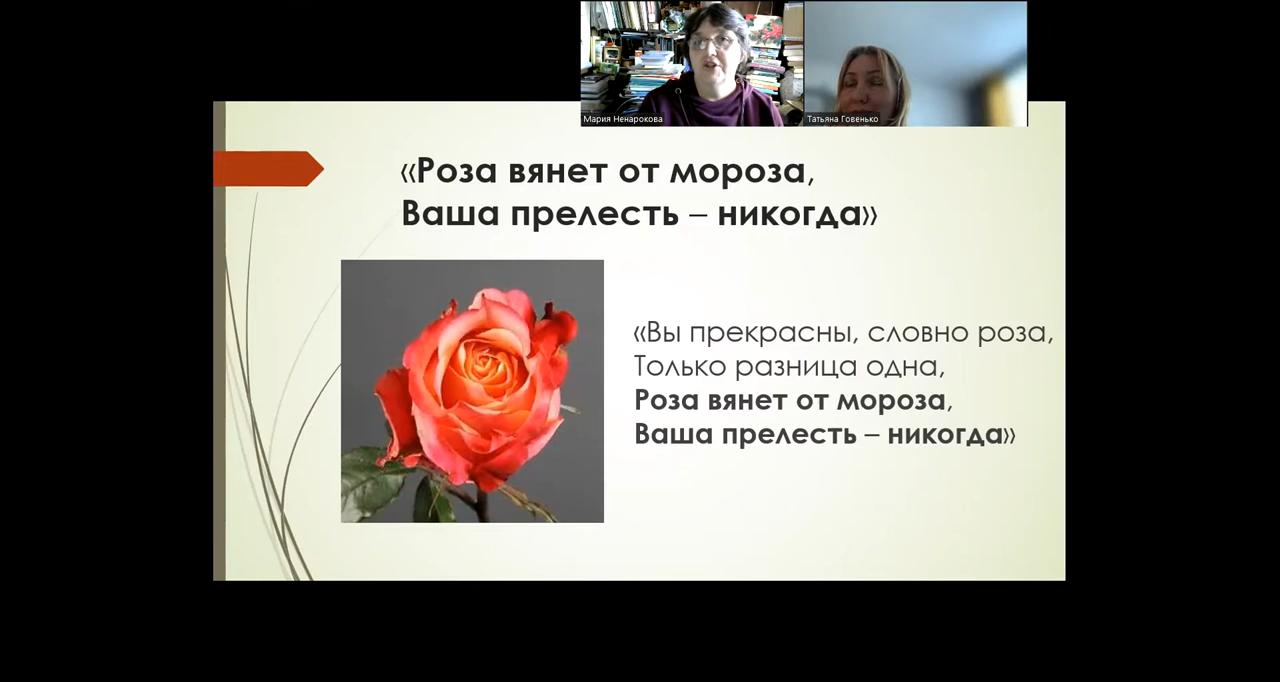 Мария Ненарокова
Татьяна Говенько
«Роза вянет от мороза,
Ваша прелесть – никогда»
«Вы прекрасны, словно роза,
Только разница одна,
Роза вянет от мороза,
Ваша прелесть – никогда»